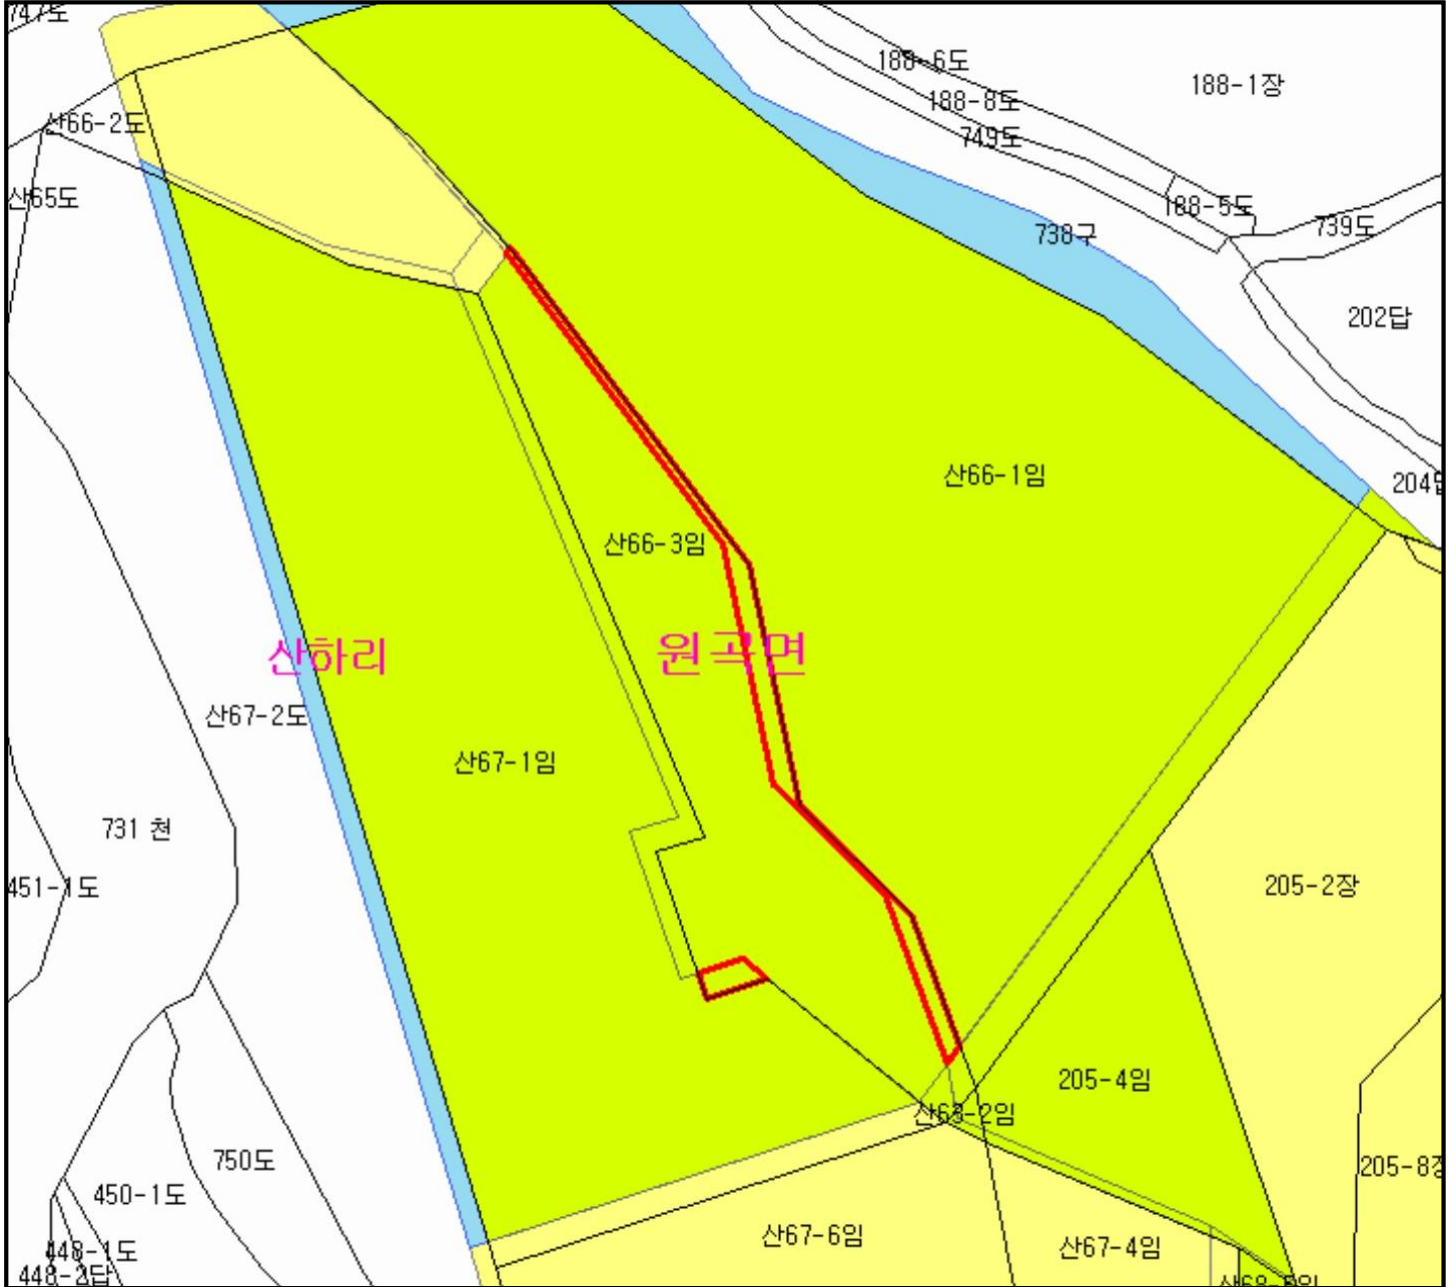 747도
188-6도
188-1장
188-8도
산66-2도
749도
산65도
188-5도
738구
739도
202답
산66-1임
204답
산66-3임
산하리
원곡면
산67-2도
산67-1임
731 천
451-1도
205-2장
205-4임
산68-2임
750도
205-8장
450-1도
산67-6임
산67-4임
448-1도
448-2답